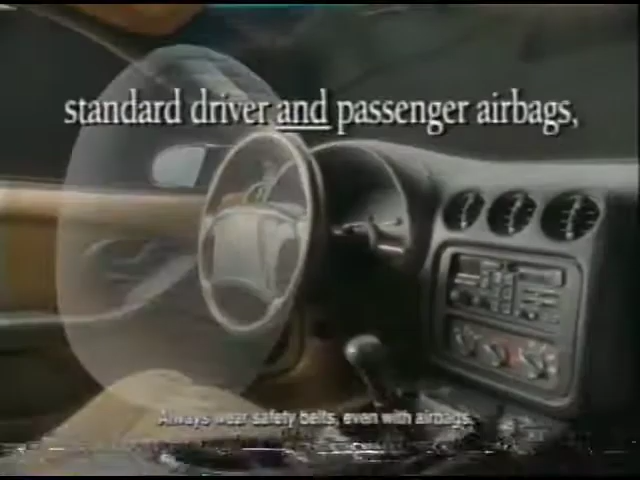 standard driver and passenger airbags,
Always wear safety belts, even with airbags.